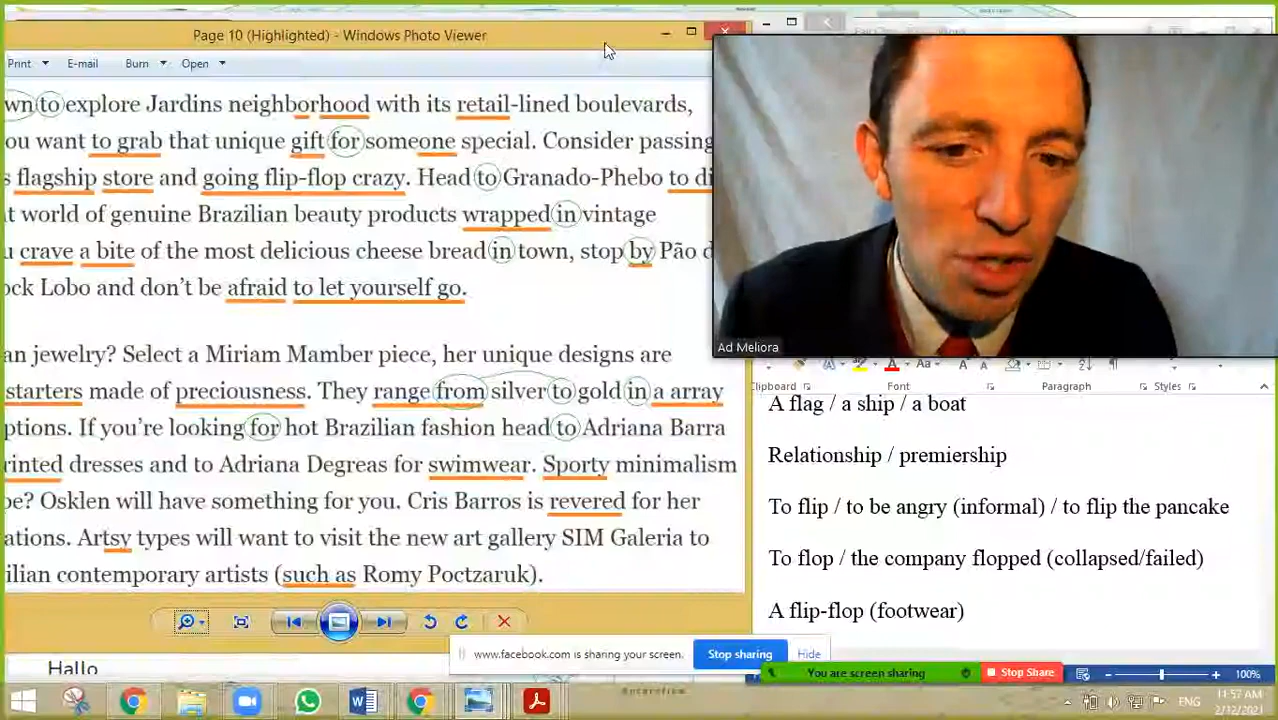 Page 10 (Highlighted) - Windows Photo Viewer
Print E-mail Burn Open
wn to explore Jardins neighborhood with its retail-lined boulevards,
ou want to grab that unique gift for someone special. Consider passing
s flagship store and going flip-flop crazy. Head to Granado-Phebo to di
t world of genuine Brazilian beauty products wrapped in vintage
u crave a bite of the most delicious cheese bread in town, stop by Pão d
ock Lobo and don't be afraid to let yourself go.
an jewelry? Select a Miriam Mamber piece, her unique designs are
starters made of preciousness. They range from silver to gold in a array
ptions. If you're looking for hot Brazilian fashion head to Adriana Barra
rinted dresses and to Adriana Degreas for swimwear. Sporty minimalism
pe? Osklen will have something for you. Cris Barros is revered for her
ations. Artsy types will want to visit the new art gallery SIM Galeria to
ilian contemporary artists (such as Romy Poctzaruk).
Hallo
Ad Meliora
Clipboard Font Paragraph Styles
A flag / a ship / a boat
Relationship / premiership
To flip / to be angry (informal) / to flip the pancake
To flop / the company flopped (collapsed/failed)
A flip-flop (footwear)
www.facebook.com is sharing your screen. Stop sharing Hide
You are screen sharing Stop Share
100%
ENG
11:57 AM
2/12/2021